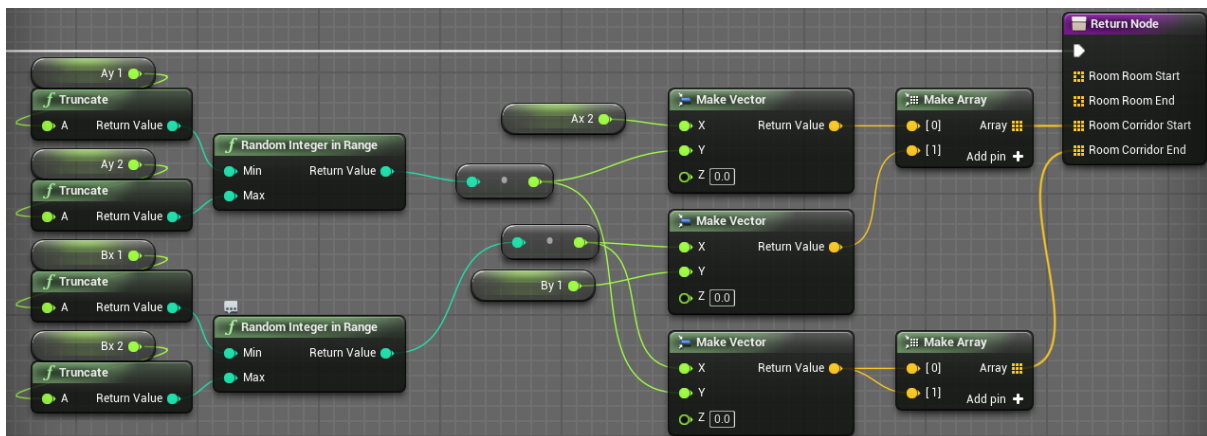 Ay 1
f Truncate
A Return Value
Ay 2
f Truncate
A Return Value
Bx 1
f Truncate
A Return Value
Bx 2
f Truncate
A Return Value
f Random Integer in Range
Min Return Value
Max
f Random Integer in Range
Min Return Value
Max
Ax 2
By 1
Make Vector
X Return Value
Y
Z 0.0
Make Vector
X Return Value
Y
Z 0.0
Make Vector
X Return Value
Y
Z 0.0
Make Array
[0] Array
[1] Add pin +
Make Array
[0] Array
[1] Add pin +
Return Node
Room Room Start
Room Room End
Room Corridor Start
Room Corridor End